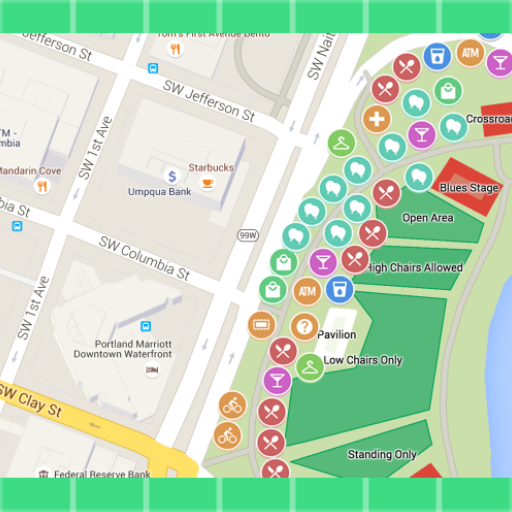 Jefferson St
Tom's First Avenue Bento
SW Nait
ATM
SW Jefferson St
SW 1st Ave
Crossroad
TM -
mbia
Mandarin Cove
Starbucks
Umpqua Bank
Blues Stage
Open Area
bia St
99W
SW Columbia St
High Chairs Allowed
SW 1st Ave
ATM
Portland Marriott
Downtown Waterfront
?
Pavilion
Low Chairs Only
SW Clay St
Standing Only
Federal Reserve Bank